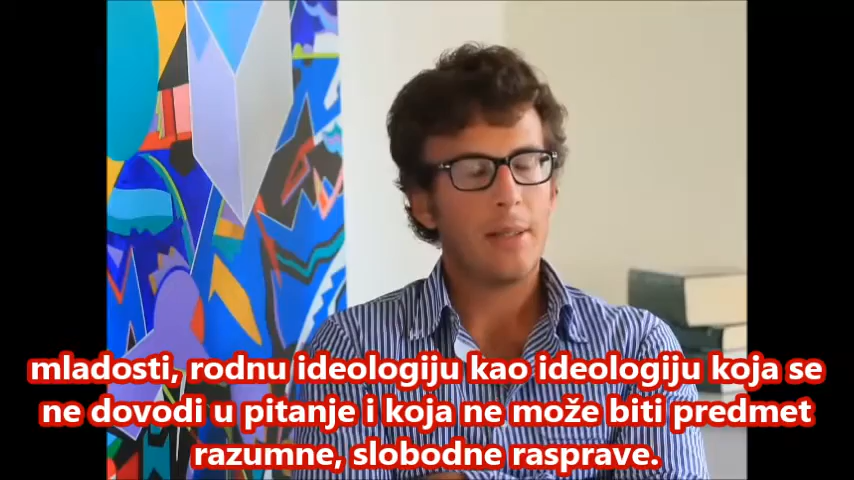 mladosti, rodnu ideologiju kao ideologiju koja se
ne dovodi u pitanje i koja ne može biti predmet
razumne, slobodne rasprave.